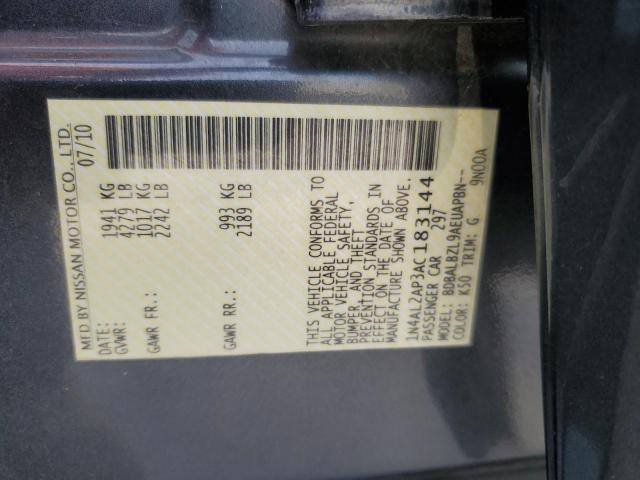 MFD BY NISSAN MOTOR CO., LTD.
DATE: 07/10
GVWR: 1941 KG
4279 LB
GAWR FR.: 1017 KG
2242 LB
GAWR RR.: 993 KG
2189 LB
THIS VEHICLE CONFORMS TO
ALL APPLICABLE FEDERAL
MOTOR VEHICLE SAFETY,
BUMPER, AND THEFT
PREVENTION STANDARDS IN
EFFECT ON THE DATE OF
MANUFACTURE SHOWN ABOVE.
1N4AL2AP3AC183144
PASSENGER CAR 297
MODEL: BDBALBZL9AEUAPBN--
COLOR: K50 TRIM: G 9N00A